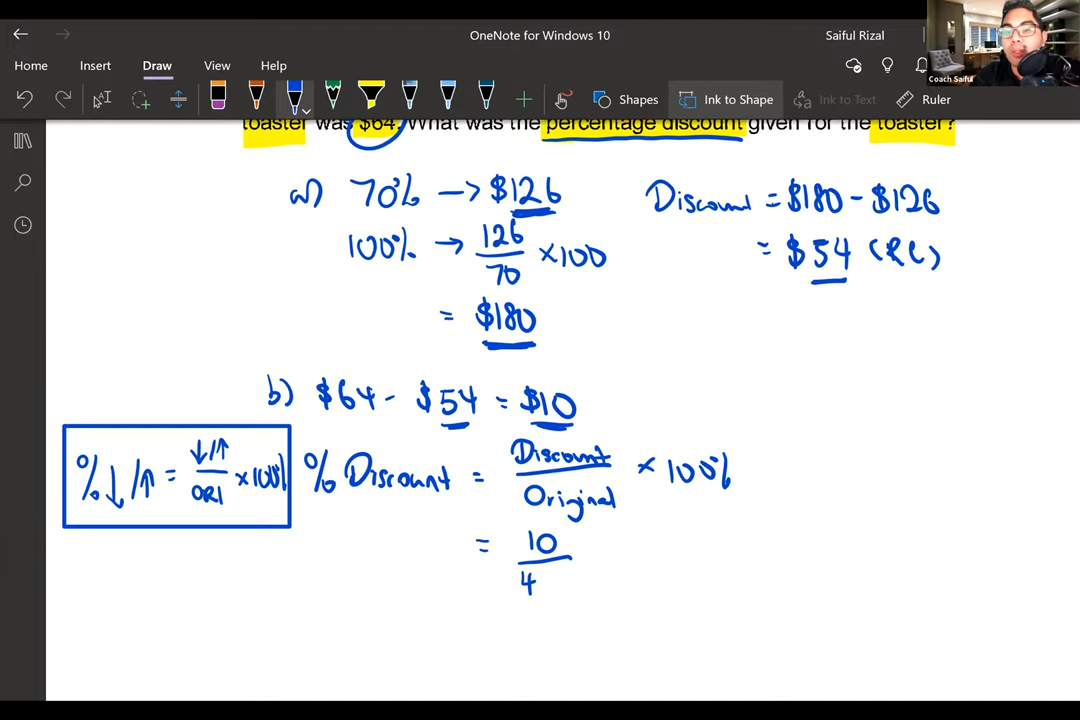 OneNote for Windows 10
Saiful Rizal
Home Insert Draw View Help
Coach Saiful
Shapes Ink to Shape Ink to Text Ruler
toaster was $64. What was the percentage discount given for the toaster?
a) 70% → $126
100% → 126/70 × 100
= $180
Discount = $180 - $126
= $54 (RL)
b) $64 - $54 = $10
%↓/↑ = ↓/↑ / ORI × 100%
% Discount = Discount / Original × 100%
= 10 / 4